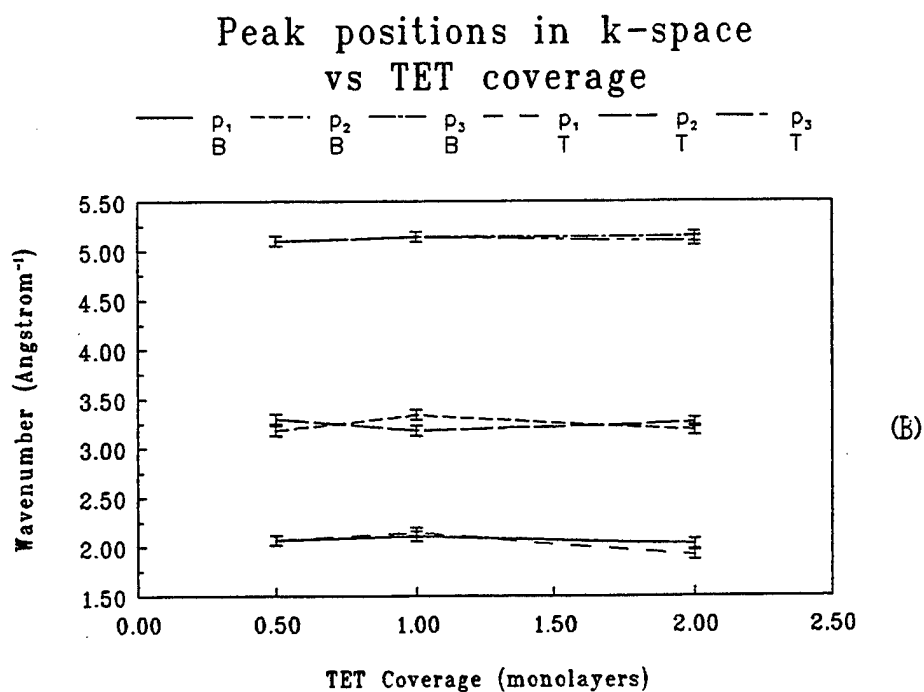 Peak positions in k-space
vs TET coverage
p₁ p₂ p₃ p₁ p₂ p₃
B B B T T T
5.50
5.00
4.50
4.00
3.50
3.00
2.50
2.00
1.50
Wavenumber (Angstrom⁻¹)
(B)
0.00 0.50 1.00 1.50 2.00 2.50
TET Coverage (monolayers)